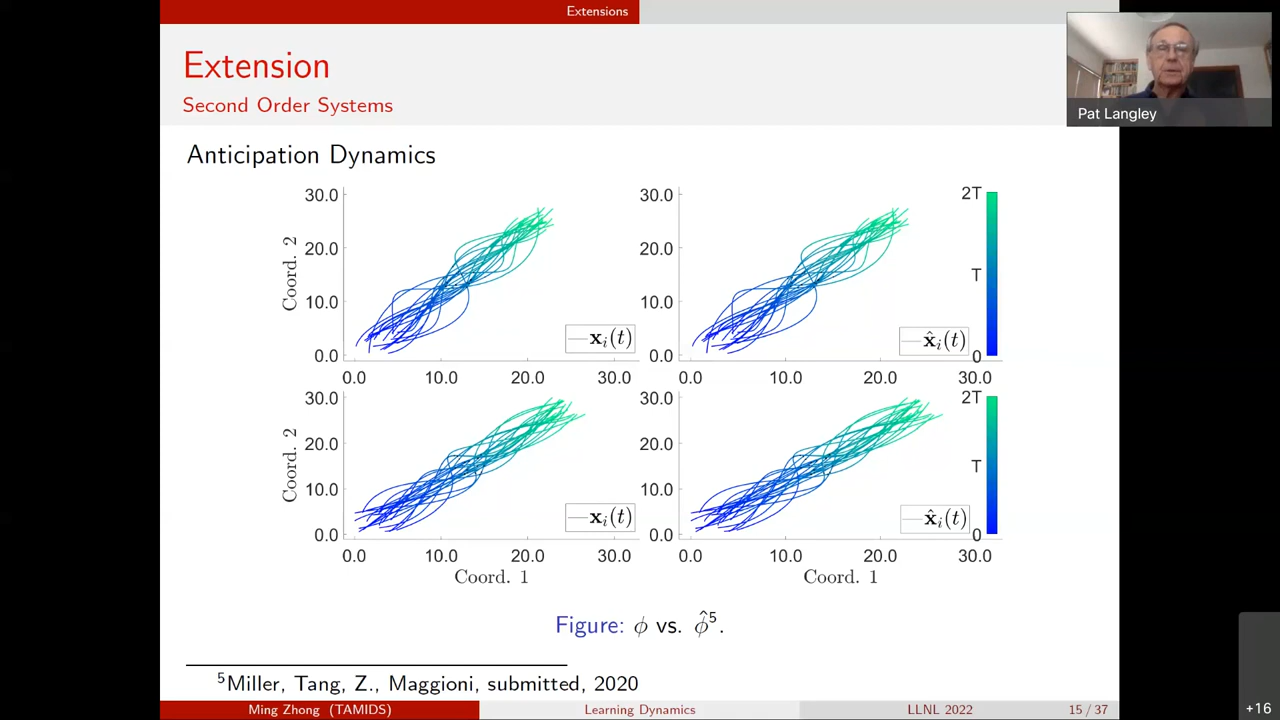 Extensions
Extension
Second Order Systems
Pat Langley
Anticipation Dynamics
30.0
20.0
10.0
0.0
Coord. 2
x_i(t)
0.0 10.0 20.0 30.0
30.0
20.0
10.0
0.0
x̂_i(t)
0.0 10.0 20.0 30.0
2T
T
0
30.0
20.0
10.0
0.0
Coord. 2
x_i(t)
0.0 10.0 20.0 30.0
Coord. 1
30.0
20.0
10.0
0.0
x̂_i(t)
0.0 10.0 20.0 30.0
Coord. 1
2T
T
0
Figure: ϕ vs. ϕ̂⁵.
⁵Miller, Tang, Z., Maggioni, submitted, 2020
Ming Zhong (TAMIDS) Learning Dynamics LLNL 2022 15 / 37
+16